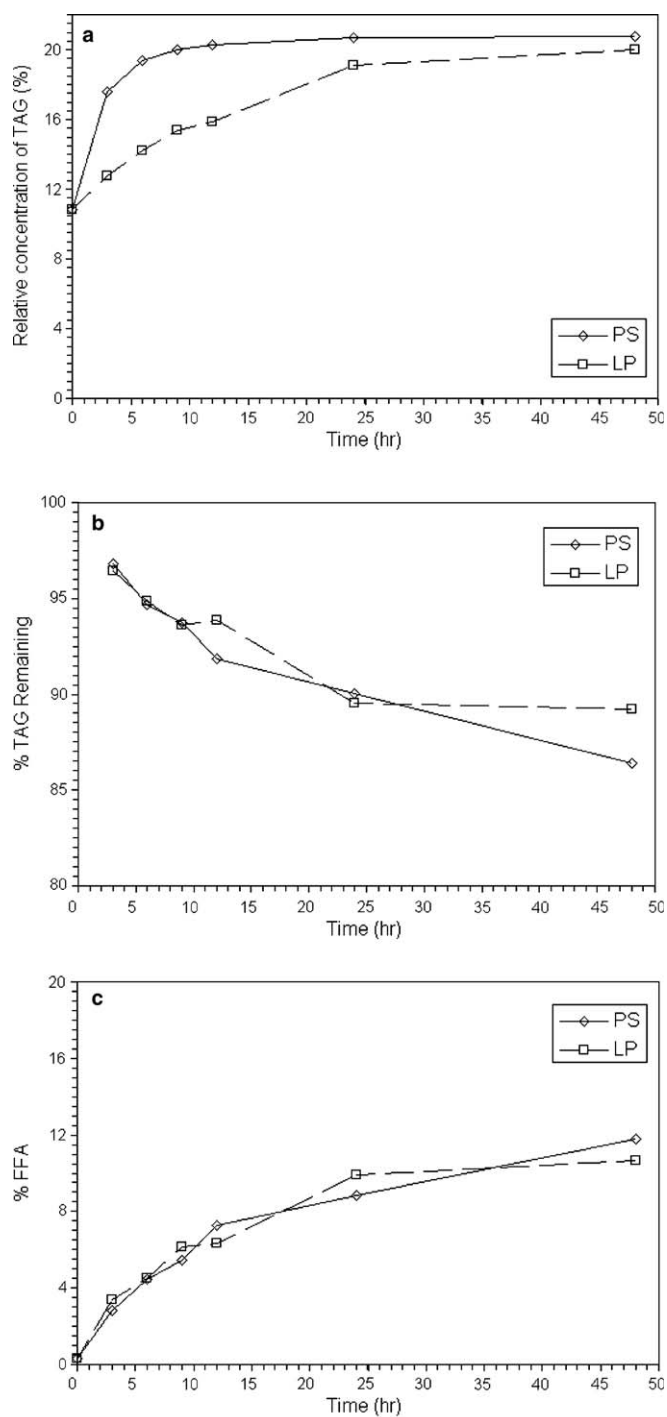 a
Relative concentration of TAG (%)
20
16
12
8
4
0
PS
LP
0 5 10 15 20 25 30 35 40 45 50
Time (hr)
b
% TAG Remaining
100
95
90
85
80
PS
LP
0 5 10 15 20 25 30 35 40 45 50
Time (hr)
c
% FFA
20
16
12
8
4
0
PS
LP
0 5 10 15 20 25 30 35 40 45 50
Time (hr)